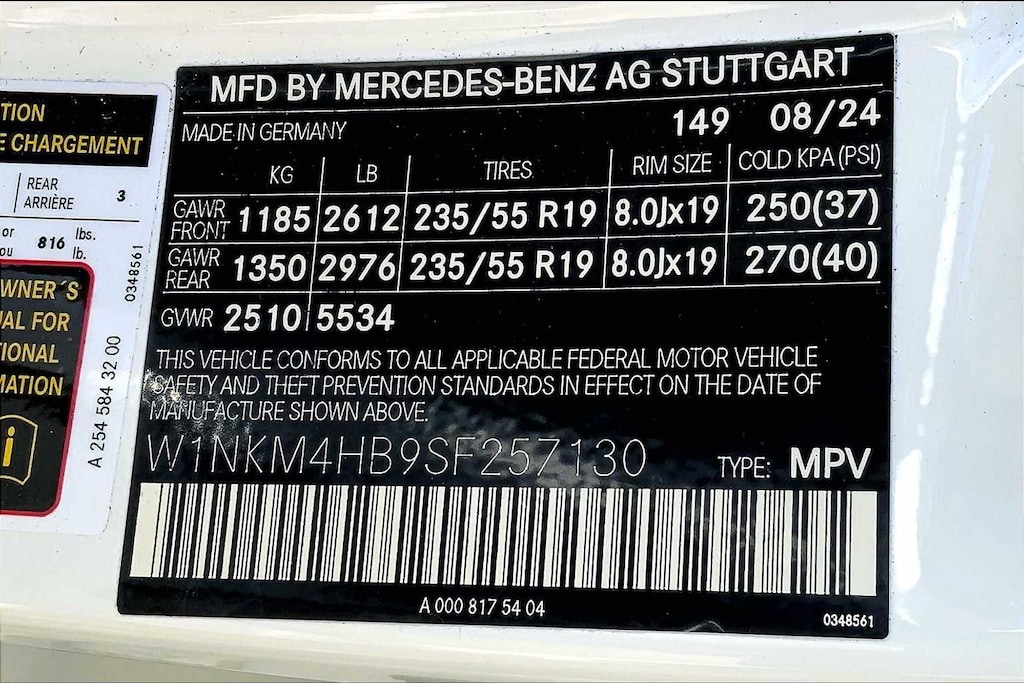 TION
E CHARGEMENT
REAR
ARRIÈRE 3
or
ou 816 lbs.
lb.
WNER´S
UAL FOR
TIONAL
MATION
i
0348561
A 254 584 32 00
MFD BY MERCEDES-BENZ AG STUTTGART
MADE IN GERMANY 149 08/24
KG LB TIRES RIM SIZE COLD KPA (PSI)
GAWR FRONT 1185 2612 235/55 R19 8.0Jx19 250(37)
GAWR REAR 1350 2976 235/55 R19 8.0Jx19 270(40)
GVWR 2510 5534
THIS VEHICLE CONFORMS TO ALL APPLICABLE FEDERAL MOTOR VEHICLE
SAFETY AND THEFT PREVENTION STANDARDS IN EFFECT ON THE DATE OF
MANUFACTURE SHOWN ABOVE.
W1NKM4HB9SF257130 TYPE: MPV
A 000 817 54 04
0348561